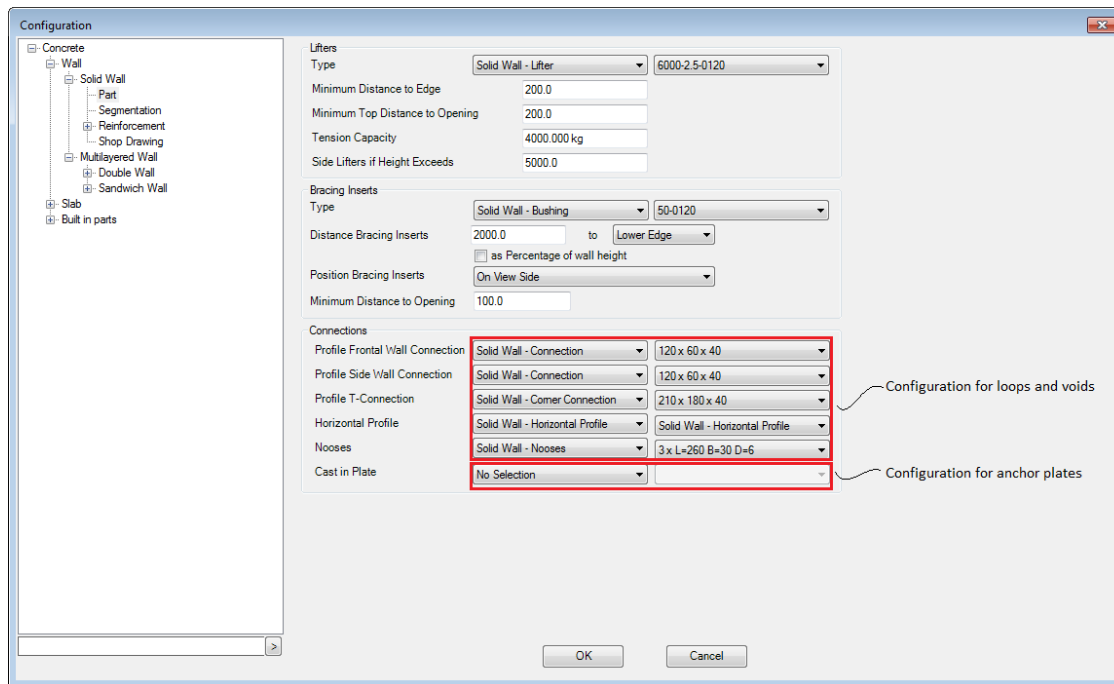 Configuration
Concrete
Wall
Solid Wall
Part
Segmentation
Reinforcement
Shop Drawing
Multilayered Wall
Double Wall
Sandwich Wall
Slab
Built in parts
>
Lifters
Type Solid Wall - Lifter 6000-2.5-0120
Minimum Distance to Edge 200.0
Minimum Top Distance to Opening 200.0
Tension Capacity 4000.000 kg
Side Lifters if Height Exceeds 5000.0
Bracing Inserts
Type Solid Wall - Bushing 50-0120
Distance Bracing Inserts 2000.0 to Lower Edge
as Percentage of wall height
Position Bracing Inserts On View Side
Minimum Distance to Opening 100.0
Connections
Profile Frontal Wall Connection Solid Wall - Connection 120 x 60 x 40
Profile Side Wall Connection Solid Wall - Connection 120 x 60 x 40
Profile T-Connection Solid Wall - Corner Connection 210 x 180 x 40
Horizontal Profile Solid Wall - Horizontal Profile Solid Wall - Horizontal Profile
Nooses Solid Wall - Nooses 3 x L=260 B=30 D=6
Cast in Plate No Selection
Configuration for loops and voids
Configuration for anchor plates
OK Cancel